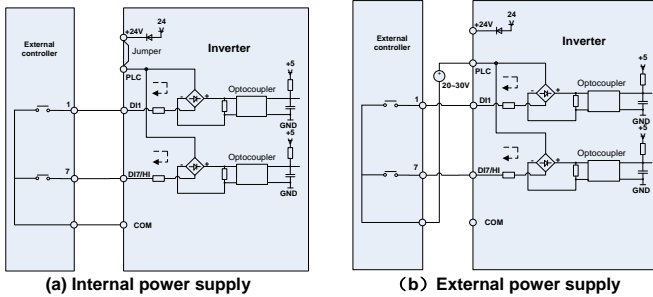 +24V
24
External
controller
Jumper
Inverter
PLC
+5
Optocoupler
1
DI1
GND
+5
Optocoupler
7
DI7/HI
GND
COM
(a) Internal power supply
+24V
24
External
controller
Inverter
PLC
20~30V
+5
Optocoupler
1
DI1
GND
+5
Optocoupler
7
DI7/HI
GND
COM
(b) External power supply